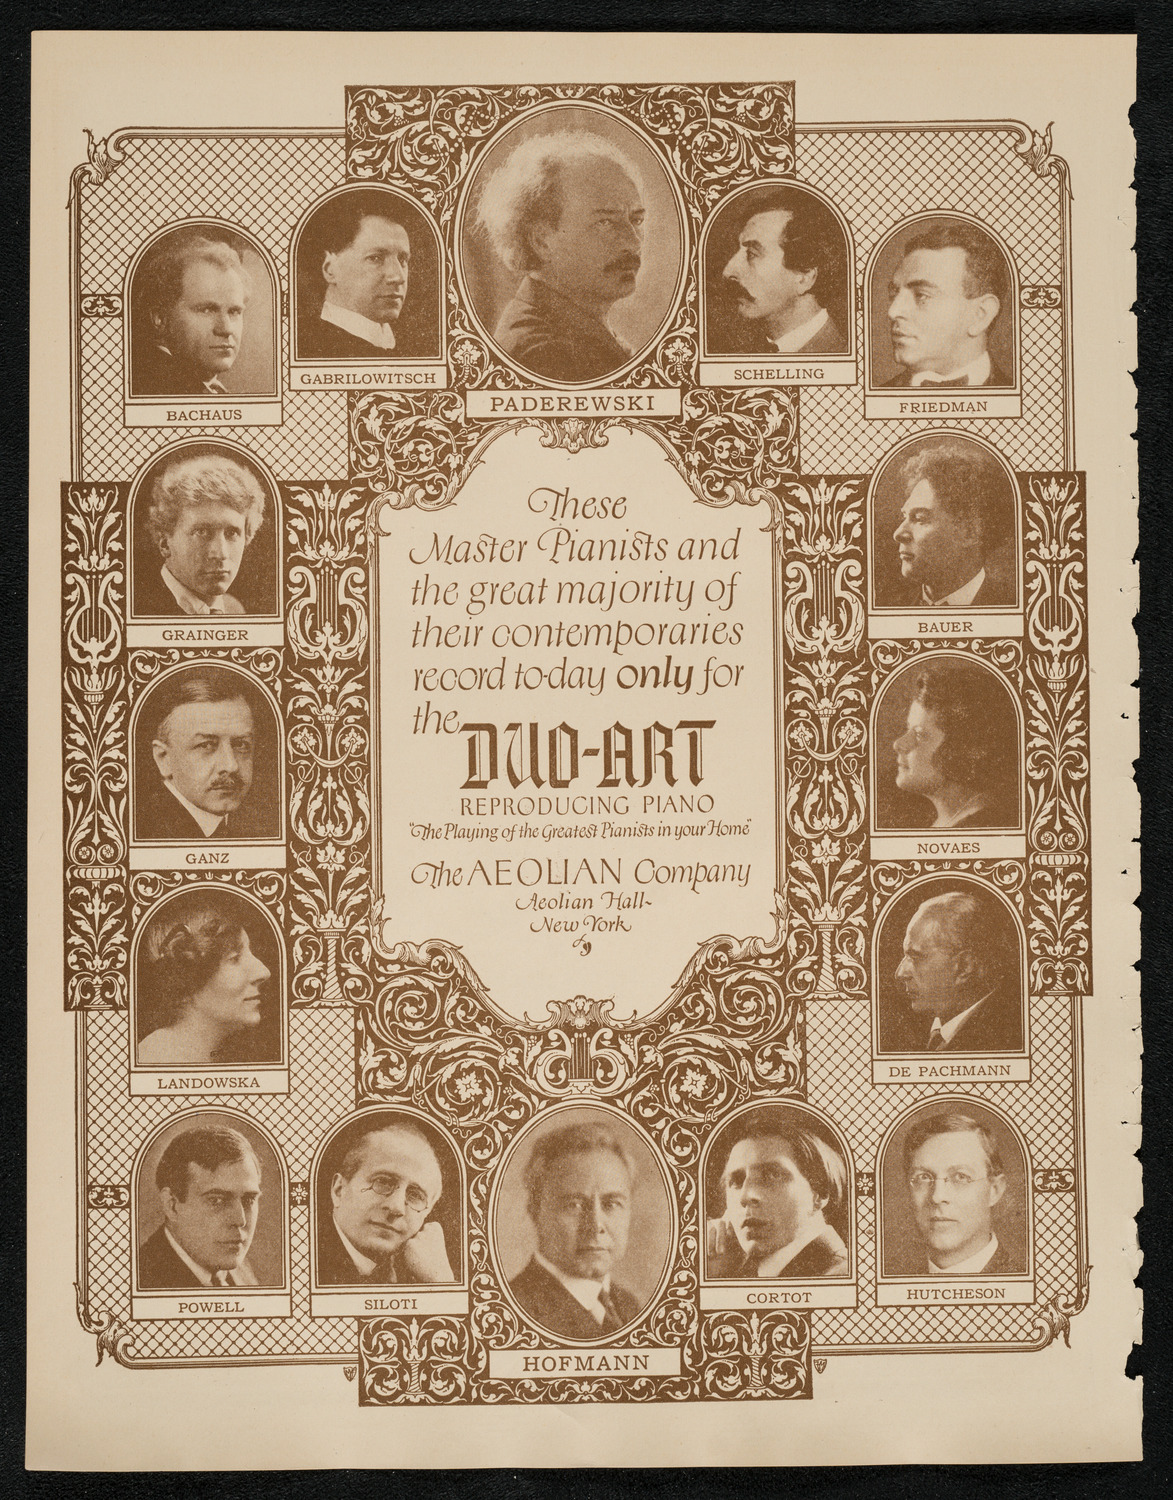 PADEREWSKI
GABRILOWITSCH
SCHELLING
BACHAUS
FRIEDMAN
These
Master Pianists and
the great majority of
their contemporaries
record to-day only for
the DUO-ART
REPRODUCING PIANO
"The Playing of the Greatest Pianists in your Home"
The AEOLIAN Company
Aeolian Hall~
New York
GRAINGER
BAUER
GANZ
NOVAES
LANDOWSKA
DE PACHMANN
POWELL
SILOTI
HOFMANN
CORTOT
HUTCHESON